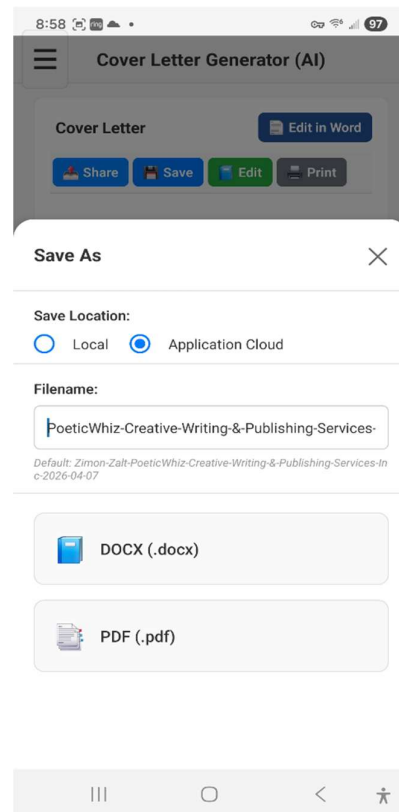 8:58 ring
97
Cover Letter Generator (AI)
Cover Letter
Edit in Word
Share Save Edit Print
Save As
Save Location:
Local Application Cloud
Filename:
PoeticWhiz-Creative-Writing-&-Publishing-Services-
Default: Zimon-Zalt-PoeticWhiz-Creative-Writing-&-Publishing-Services-In
c-2026-04-07
DOCX (.docx)
PDF (.pdf)